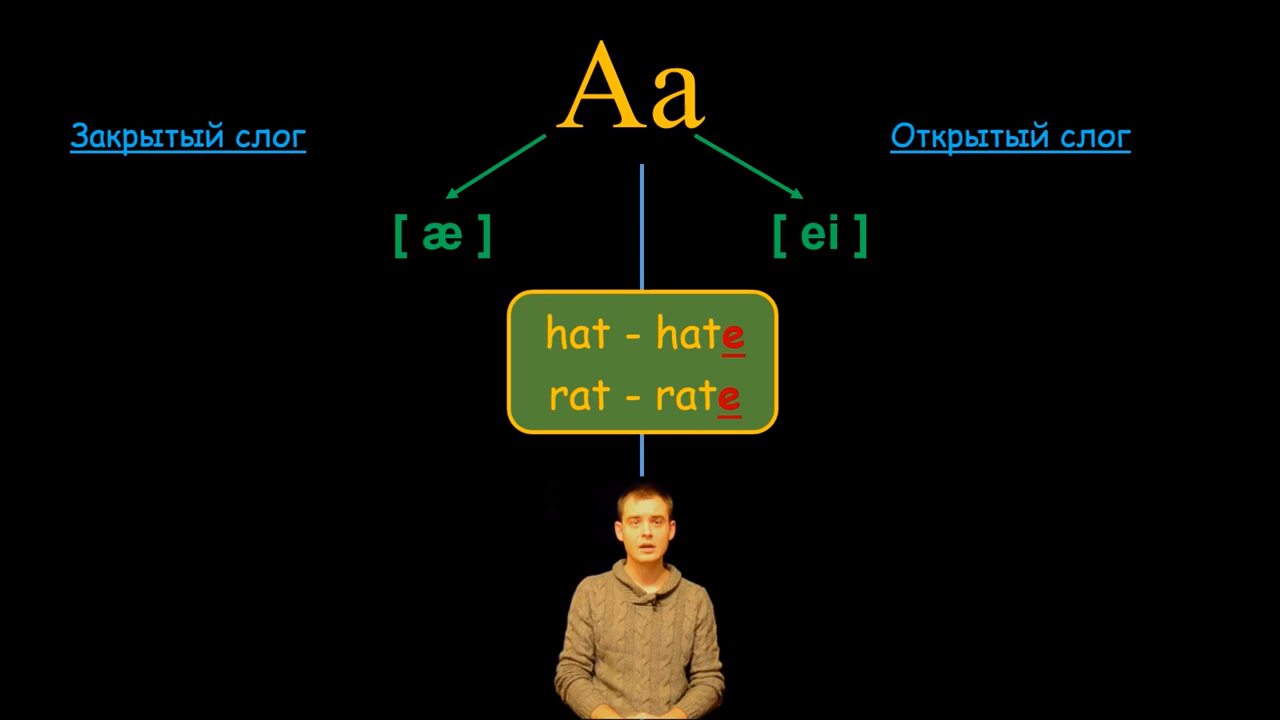 Aa
Закрытый слог
Открытый слог
[ æ ]
[ ei ]
hat - hate
rat - rate